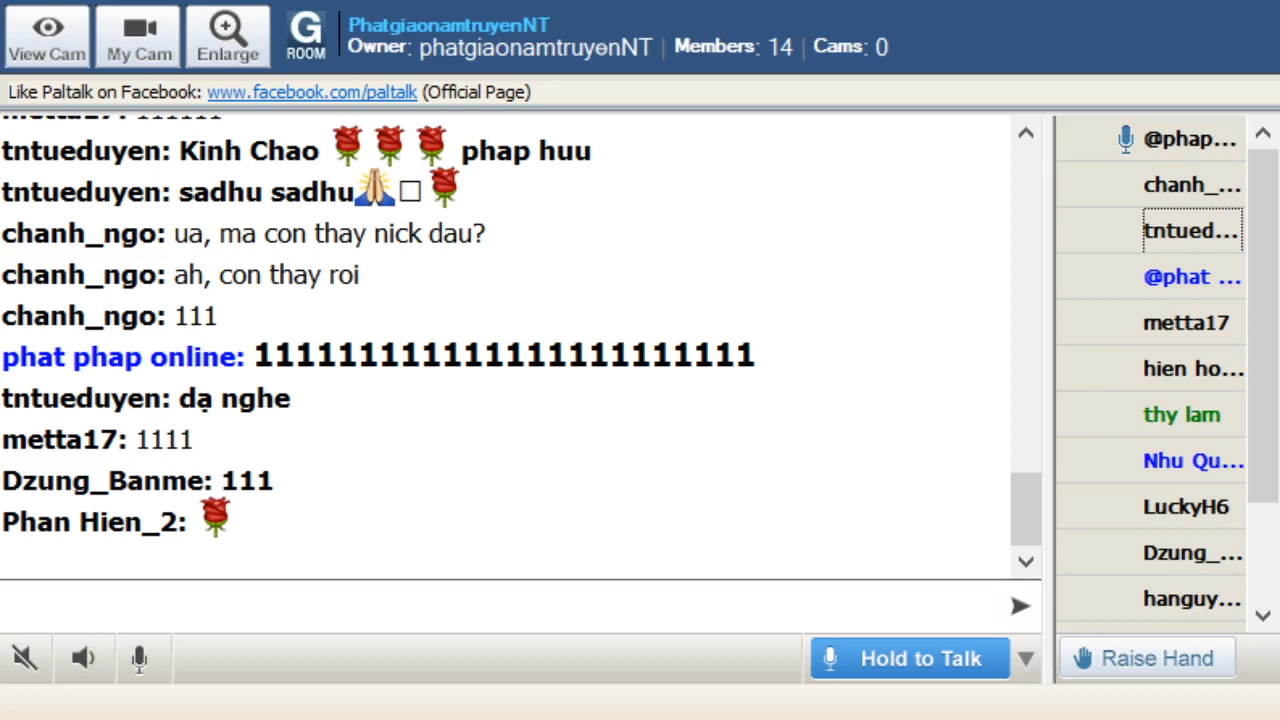 View Cam
My Cam
Enlarge
G
ROOM
PhatgiaonamtruyenNT
Owner: phatgiaonamtruyenNT | Members: 14 | Cams: 0
Like Paltalk on Facebook: www.facebook.com/paltalk (Official Page)
tntueduyen: Kinh Chao 🌹🌹🌹 phap huu
tntueduyen: sadhu sadhu🙏□🌹
chanh_ngo: ua, ma con thay nick dau?
chanh_ngo: ah, con thay roi
chanh_ngo: 111
phat phap online: 111111111111111111111111
tntueduyen: dạ nghe
metta17: 1111
Dzung_Banme: 111
Phan Hien_2: 🌹
@phap...
chanh_...
tntued...
@phat ...
metta17
hien ho...
thy lam
Nhu Qu...
LuckyH6
Dzung_...
hanguy...
Hold to Talk
Raise Hand